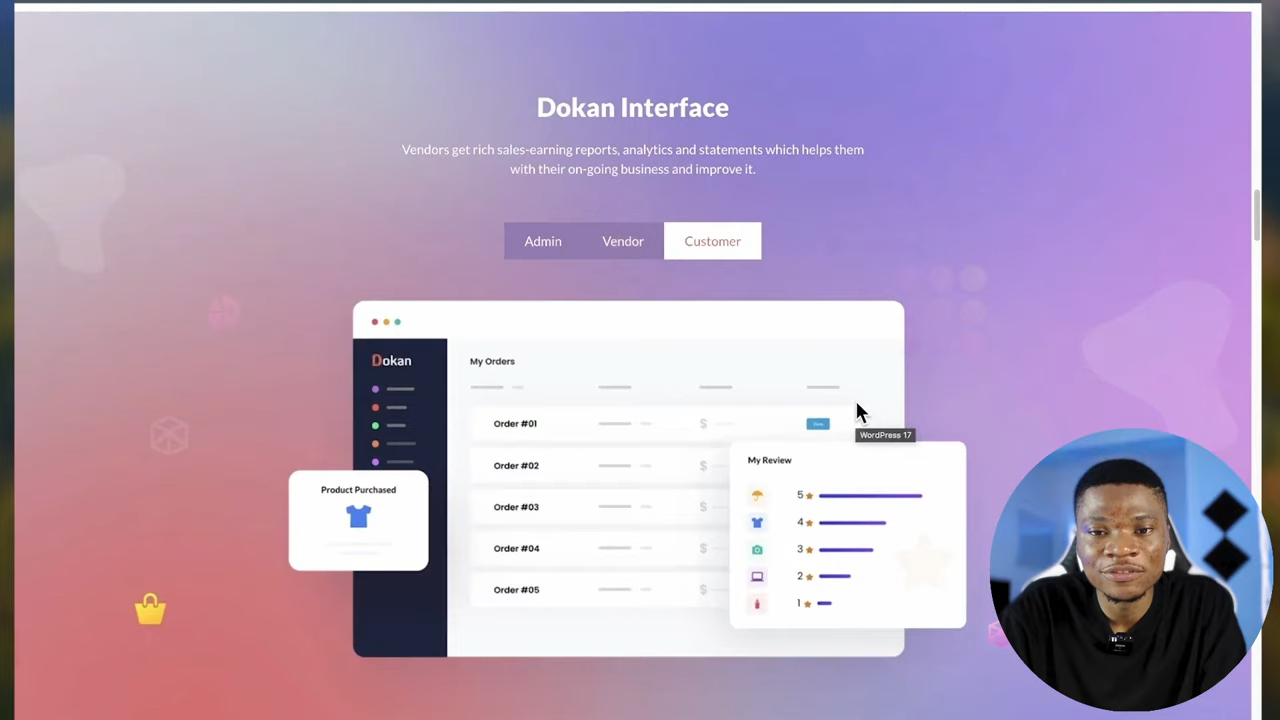 Dokan Interface
Vendors get rich sales-earning reports, analytics and statements which helps them
with their on-going business and improve it.
Admin
Vendor
Customer
Dokan
My Orders
Order #01
$
WordPress 17
Order #02
$
My Review
Product Purchased
5
Order #03
$
4
3
Order #04
$
2
Order #05
$
1